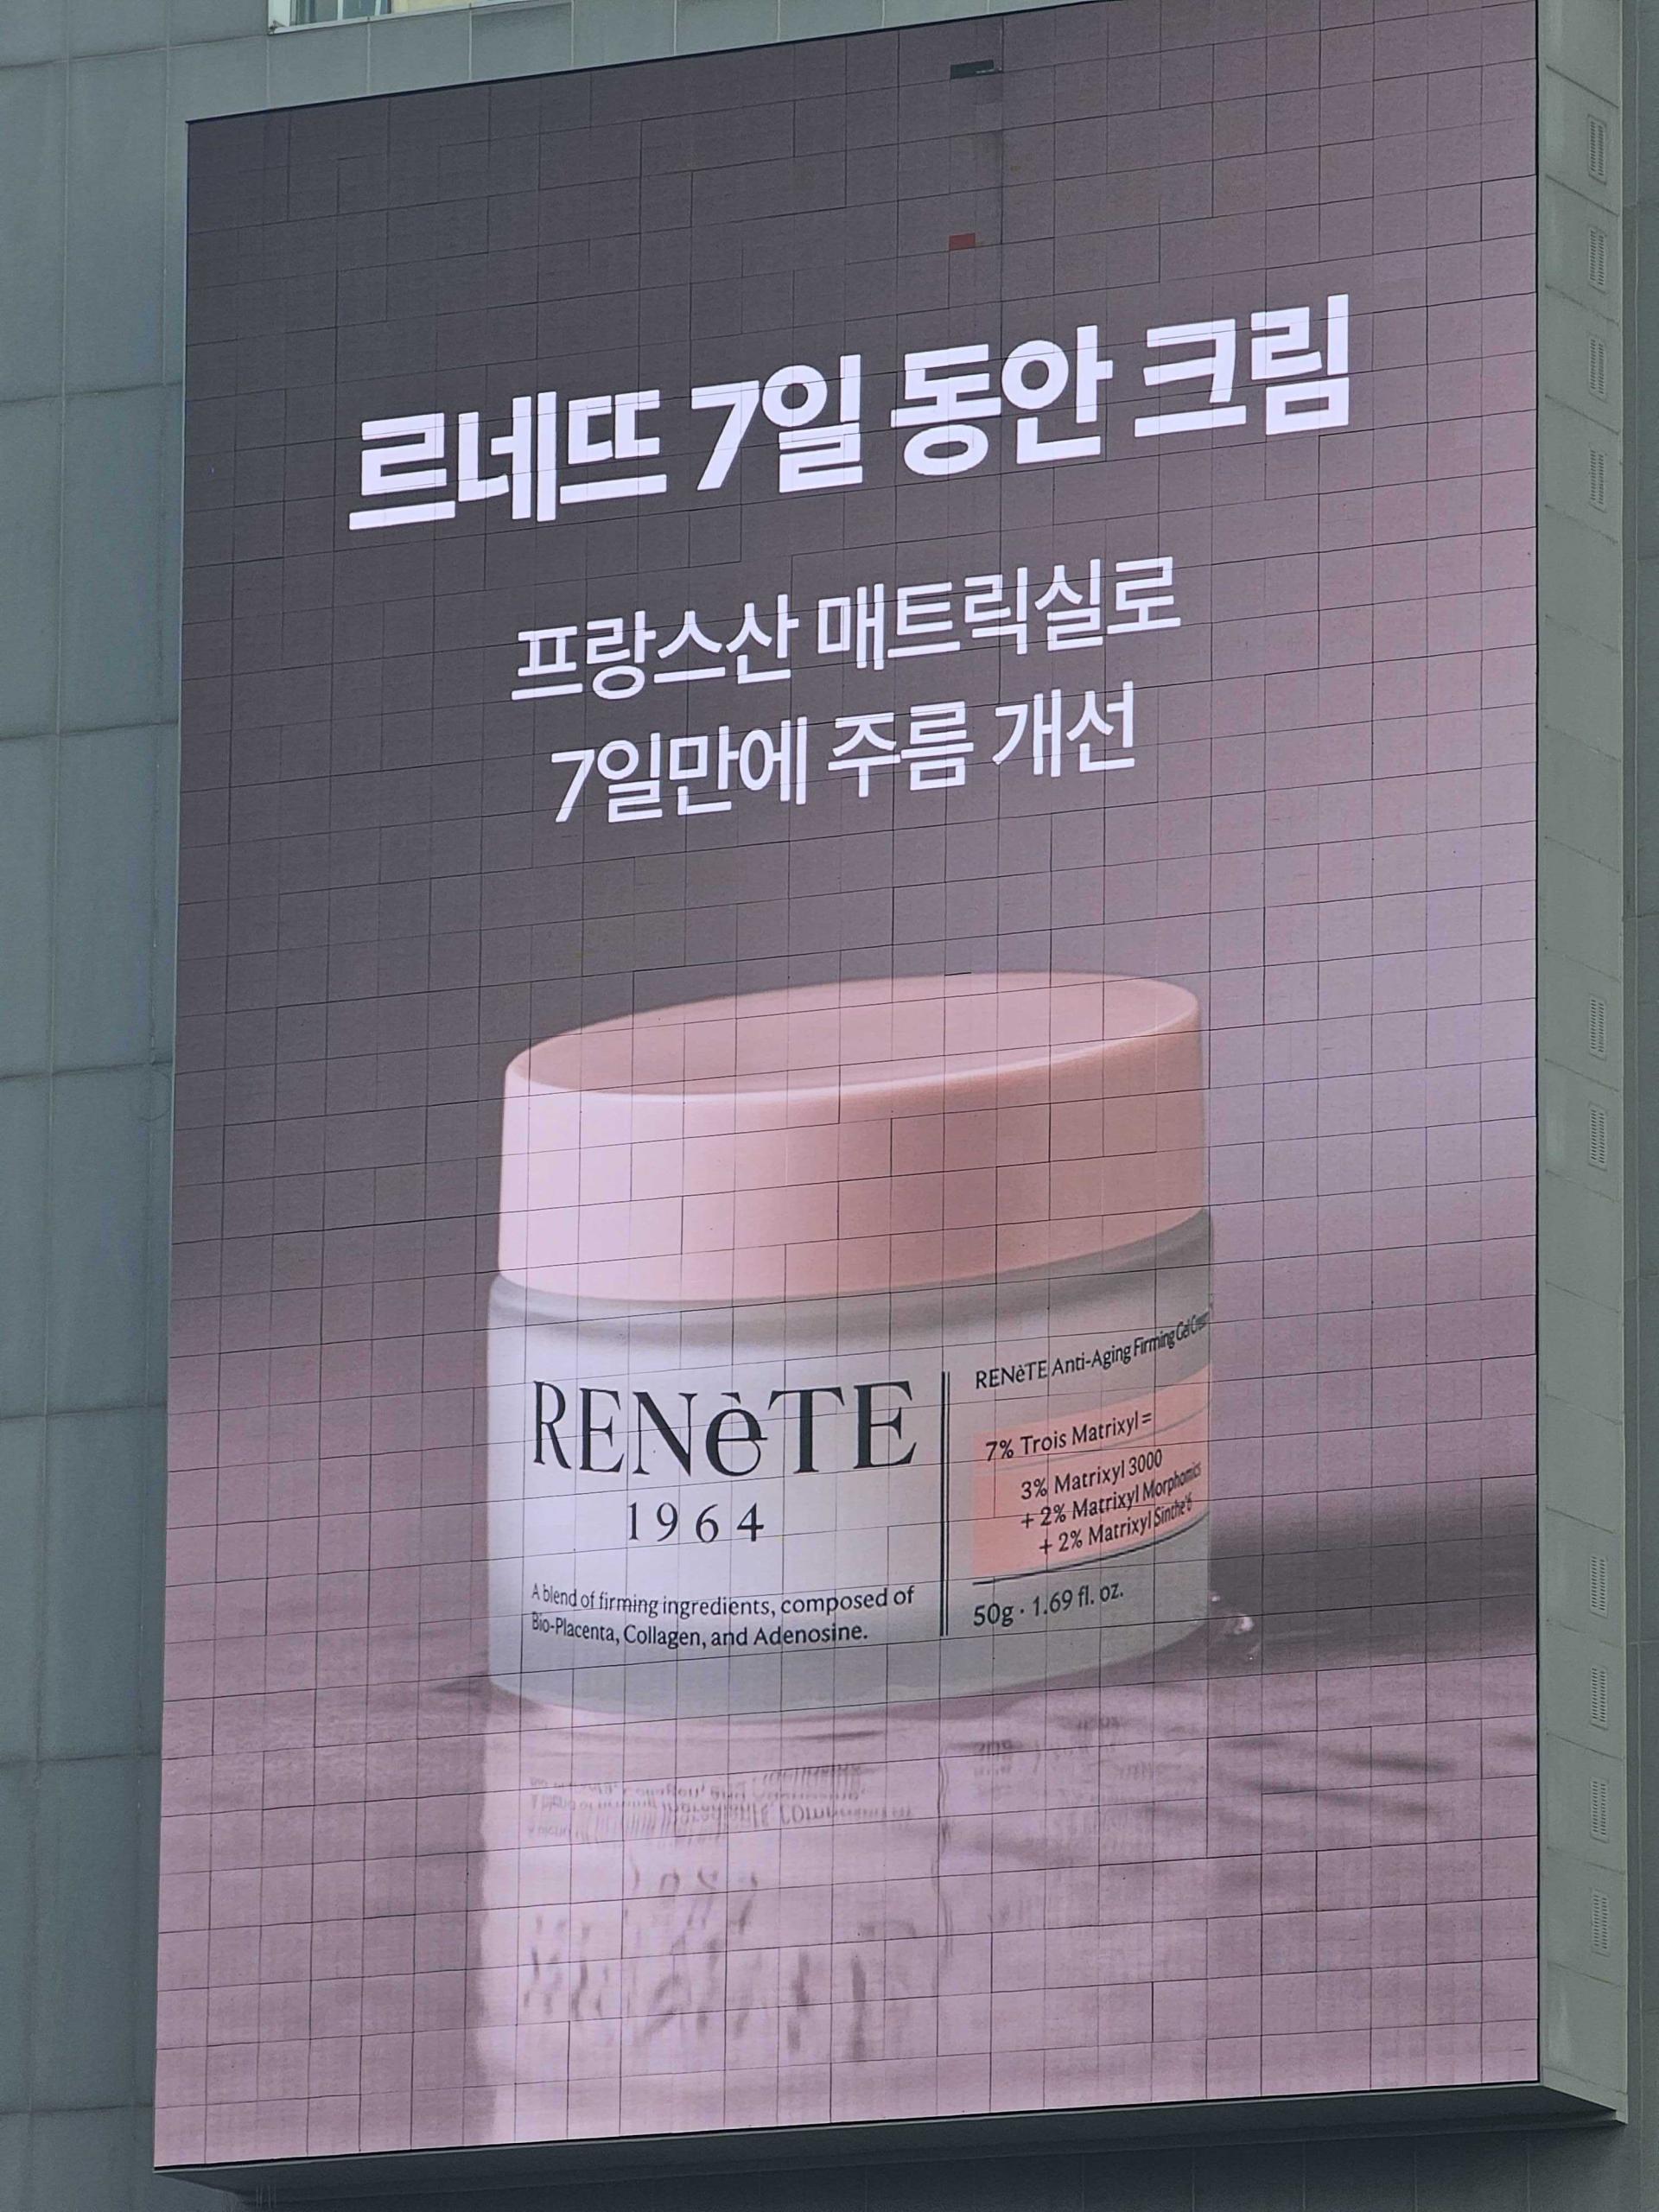 르네뜨 7일 동안 크림
프랑스산 매트릭실로
7일만에 주름 개선
RENèTE
1964
A blend of firming ingredients, composed of
Bio-Placenta, Collagen, and Adenosine.
RENèTE Anti-Aging Firming Gel Cream
7% Trois Matrixyl =
3% Matrixyl 3000
+ 2% Matrixyl Morphomics
+ 2% Matrixyl Sinthe'6
50g · 1.69 fl. oz.